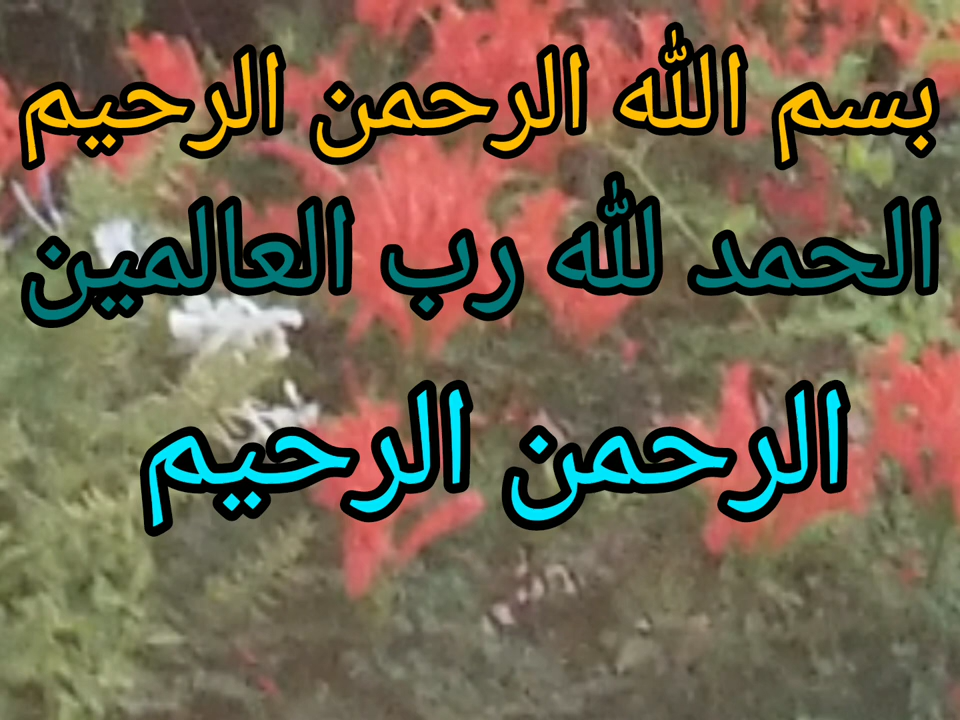 بسم الله الرحمن الرحيم
الحمد لله رب العالمين
الرحمن الرحيم